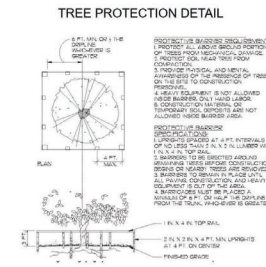 TREE PROTECTION DETAIL
6 FT. MIN. OR ½ THE
DRIPLINE
WHICHEVER IS
GREATER
PLAN
4 FT.
MAX.
PROTECTIVE BARRIER REQUIREMENTS
1. PROTECT ALL ABOVE GROUND PORTIONS
OF TREES FROM MECHANICAL DAMAGE.
2. PROTECT SOIL NEAR TREES FROM
COMPACTION.
3. PROVIDE PHYSICAL AND MENTAL
AWARENESS OF THE PRESENCE OF TREES
ON THE SITE TO CONSTRUCTION
PERSONNEL.
4. HEAVY EQUIPMENT IS NOT ALLOWED
INSIDE BARRIER, ONLY HAND LABOR.
5. CONSTRUCTION MATERIAL OR
TEMPORARY SOIL DEPOSITS ARE NOT
ALLOWED INSIDE BARRIER AREA.
PROTECTIVE BARRIER
SPECIFICATIONS
1. UPRIGHTS SPACED AT 4 FT. INTERVALS
OF NO LESS THAN 2 IN. X 2 IN. LUMBER WITH
1 IN. X 4 IN. TOP RAIL.
2. BARRIERS TO BE ERECTED AROUND
REMAINING TREES BEFORE CONSTRUCTION
BEGINS OR NEARBY TREES ARE REMOVED.
3. BARRIERS TO REMAIN IN PLACE UNTIL
ALL PAVING, CONSTRUCTION, AND HEAVY
EQUIPMENT IS OUT OF THE AREA.
4. BARRICADES MUST BE PLACED A
MINIMUM OF 6 FT. OR HALF THE DRIPLINE
FROM THE TRUNK, WHICHEVER IS GREATER.
1 IN. X 4 IN. TOP RAIL
2 IN. X 2 IN. X 4 FT. MIN. UPRIGHTS
AT 4 FT. ON CENTER
FINISHED GRADE